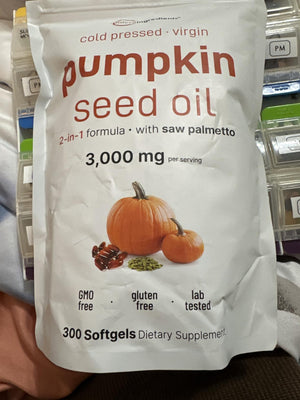 cold pressed · virgin
pumpkin
seed oil
2-in-1 formula · with saw palmetto
3,000 mg per serving
GMO free · gluten free · lab tested
300 Softgels Dietary Supplement
PM
PM